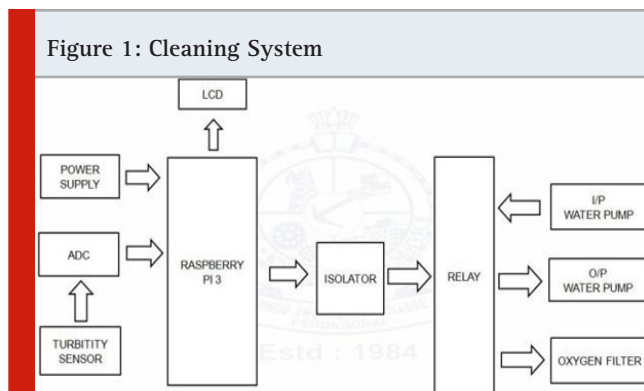 Figure 1: Cleaning System
LCD
POWER
SUPPLY
I/P
WATER PUMP
ADC
RASPBERRY
PI 3
ISOLATOR
RELAY
O/P
WATER PUMP
TURBITITY
SENSOR
OXYGEN FILTER
Estd : 1984